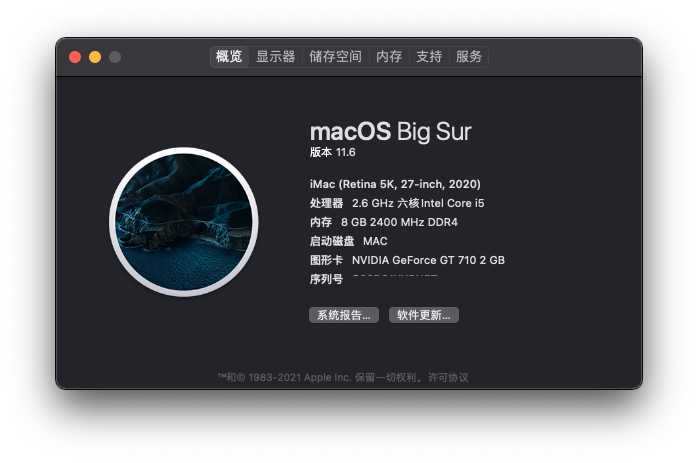 概览 显示器 储存空间 内存 支持 服务
macOS Big Sur
版本 11.6
iMac (Retina 5K, 27-inch, 2020)
处理器 2.6 GHz 六核Intel Core i5
内存 8 GB 2400 MHz DDR4
启动磁盘 MAC
图形卡 NVIDIA GeForce GT 710 2 GB
序列号
系统报告... 软件更新...
™和© 1983-2021 Apple Inc. 保留一切权利。许可协议